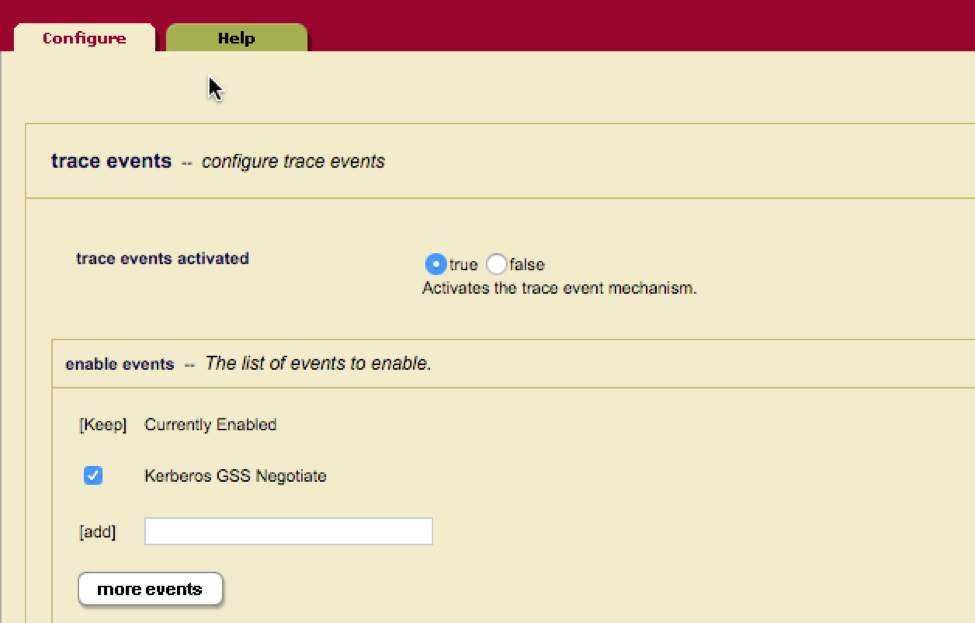 Configure Help
trace events -- configure trace events
trace events activated
true false
Activates the trace event mechanism.
enable events -- The list of events to enable.
[Keep] Currently Enabled
Kerberos GSS Negotiate
[add]
more events